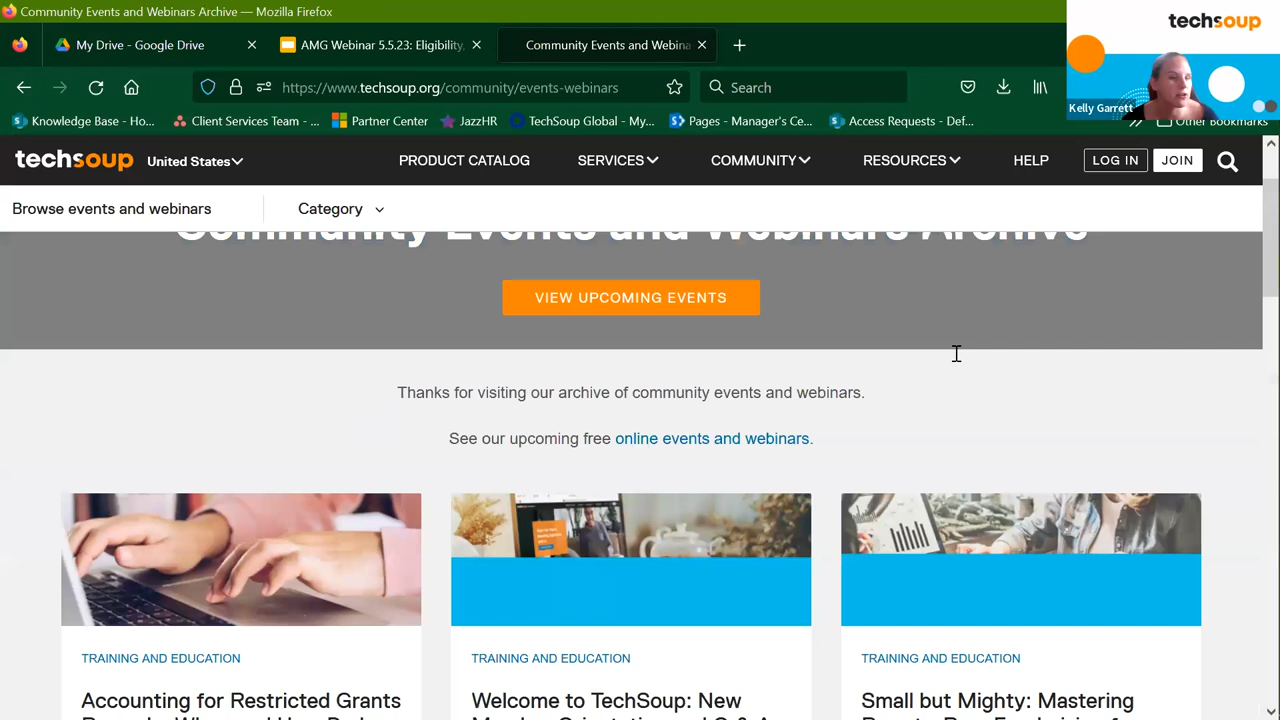 Community Events and Webinars Archive — Mozilla Firefox
techsoup
Kelly Garrett
My Drive - Google Drive
AMG Webinar 5.5.23: Eligibility,
Community Events and Webina
https://www.techsoup.org/community/events-webinars
Search
Knowledge Base - Ho...
Client Services Team - ...
Partner Center
JazzHR
TechSoup Global - My...
Pages - Manager's Ce...
Access Requests - Def...
Other Bookmarks
techsoup
United States
PRODUCT CATALOG
SERVICES
COMMUNITY
RESOURCES
HELP
LOG IN
JOIN
Browse events and webinars
Category
Community Events and Webinars Archive
VIEW UPCOMING EVENTS
Thanks for visiting our archive of community events and webinars.
See our upcoming free online events and webinars.
TRAINING AND EDUCATION
Accounting for Restricted Grants
TRAINING AND EDUCATION
Welcome to TechSoup: New
TRAINING AND EDUCATION
Small but Mighty: Mastering